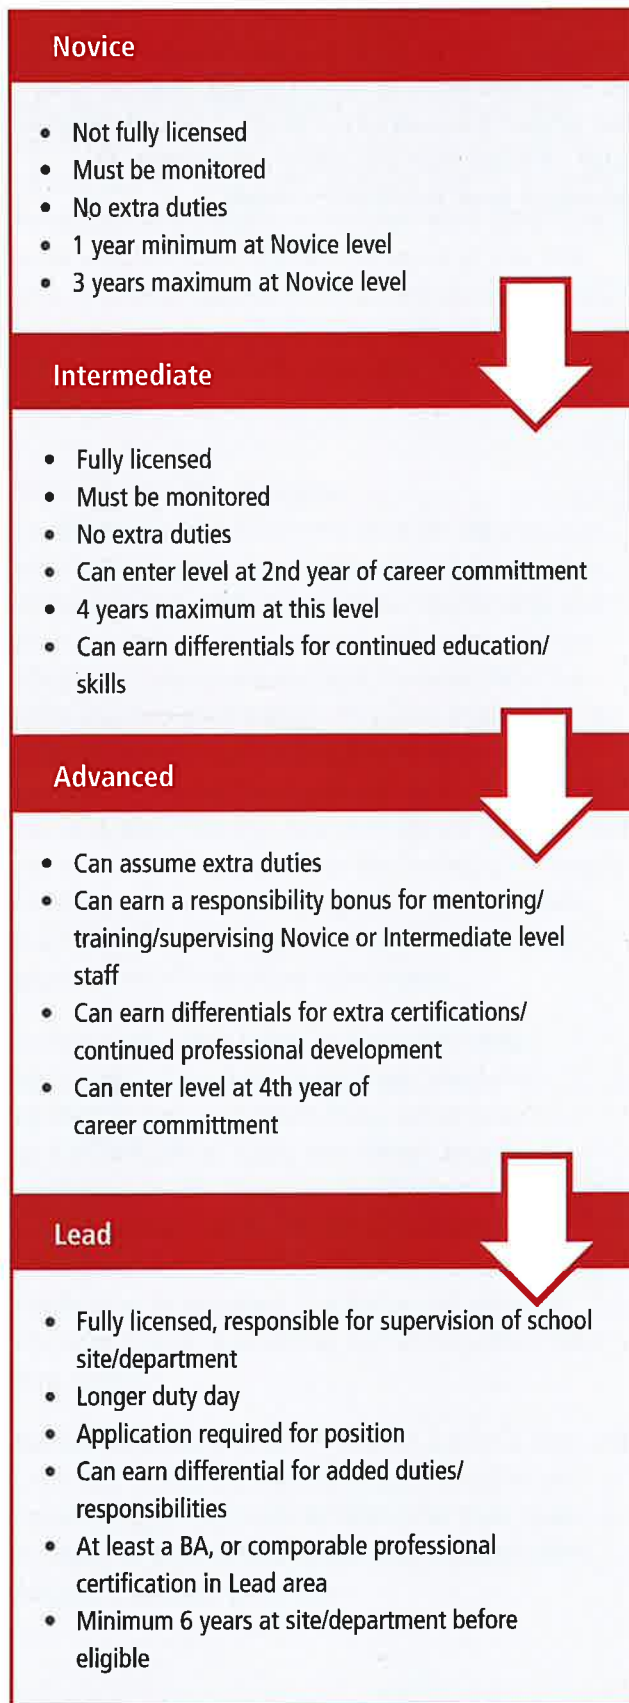 Novice
• Not fully licensed
• Must be monitored
• No extra duties
• 1 year minimum at Novice level
• 3 years maximum at Novice level
Intermediate
• Fully licensed
• Must be monitored
• No extra duties
• Can enter level at 2nd year of career committment
• 4 years maximum at this level
• Can earn differentials for continued education/
skills
Advanced
• Can assume extra duties
• Can earn a responsibility bonus for mentoring/
training/supervising Novice or Intermediate level
staff
• Can earn differentials for extra certifications/
continued professional development
• Can enter level at 4th year of
career committment
Lead
• Fully licensed, responsible for supervision of school
site/department
• Longer duty day
• Application required for position
• Can earn differential for added duties/
responsibilities
• At least a BA, or comporable professional
certification in Lead area
• Minimum 6 years at site/department before
eligible